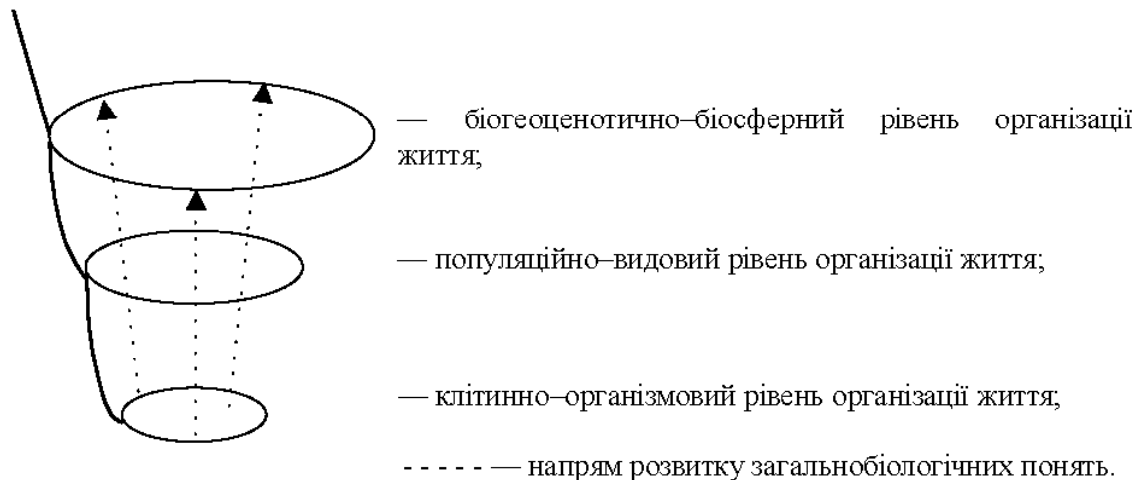 — біогеоценотично–біосферний рівень організації
життя;
— популяційно–видовий рівень організації життя;
— клітинно–організмовий рівень організації життя;
- - - - - — напрям розвитку загальнобіологічних понять.